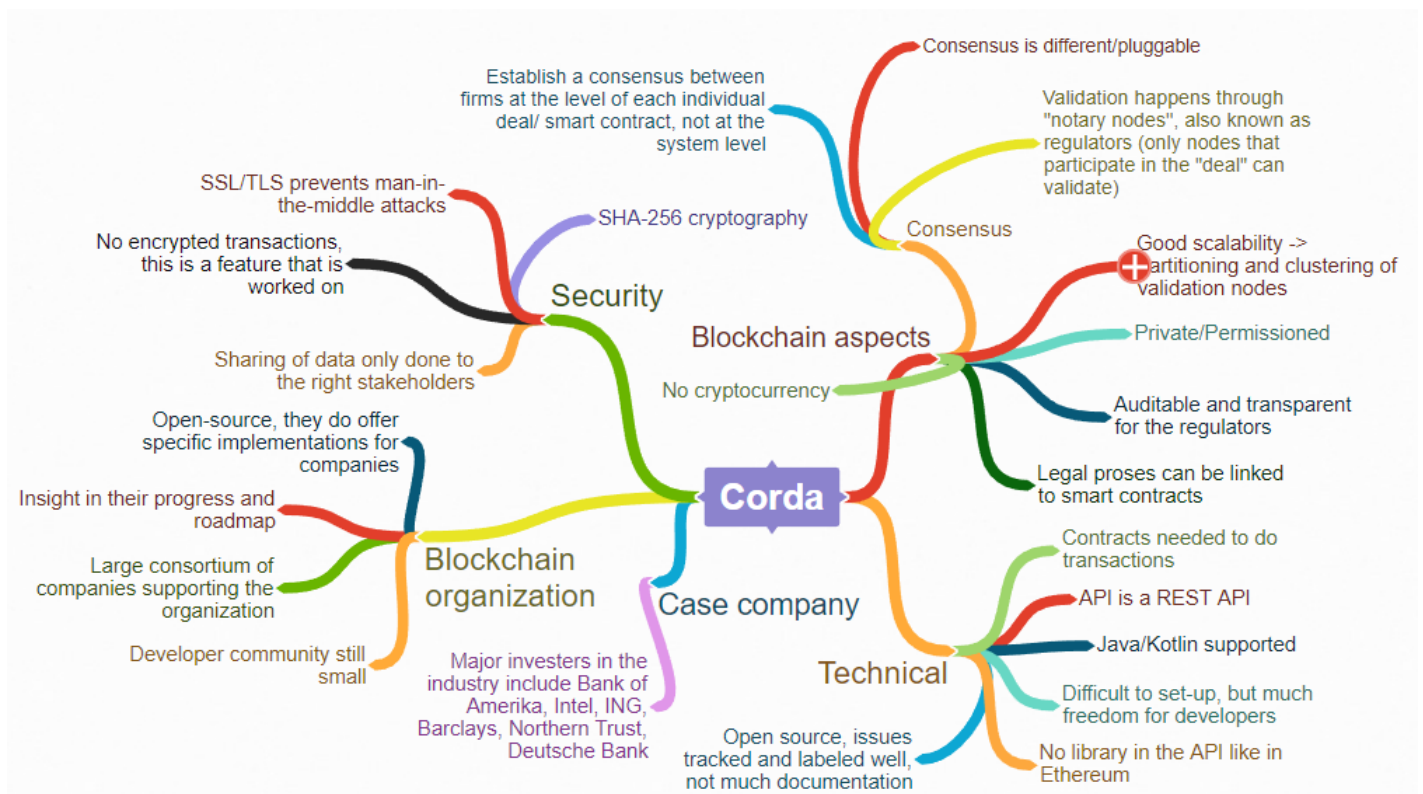 Consensus is different/pluggable
Establish a consensus between
firms at the level of each individual
deal/ smart contract, not at the
system level
Validation happens through
"notary nodes", also known as
regulators (only nodes that
participate in the "deal" can
validate)
Consensus
SSL/TLS prevents man-in-
the-middle attacks
SHA-256 cryptography
No encrypted transactions,
this is a feature that is
worked on
Security
Sharing of data only done to
the right stakeholders
Good scalability ->
artitioning and clustering of
validation nodes
Blockchain aspects
Private/Permissioned
No cryptocurrency
Auditable and transparent
for the regulators
Legal proses can be linked
to smart contracts
Corda
Open-source, they do offer
specific implementations for
companies
Insight in their progress and
roadmap
Large consortium of
companies supporting the
organization
Developer community still
small
Blockchain
organization
Case company
Major investers in the
industry include Bank of
Amerika, Intel, ING,
Barclays, Northern Trust,
Deutsche Bank
Technical
Contracts needed to do
transactions
API is a REST API
Java/Kotlin supported
Difficult to set-up, but much
freedom for developers
No library in the API like in
Ethereum
Open source, issues
tracked and labeled well,
not much documentation